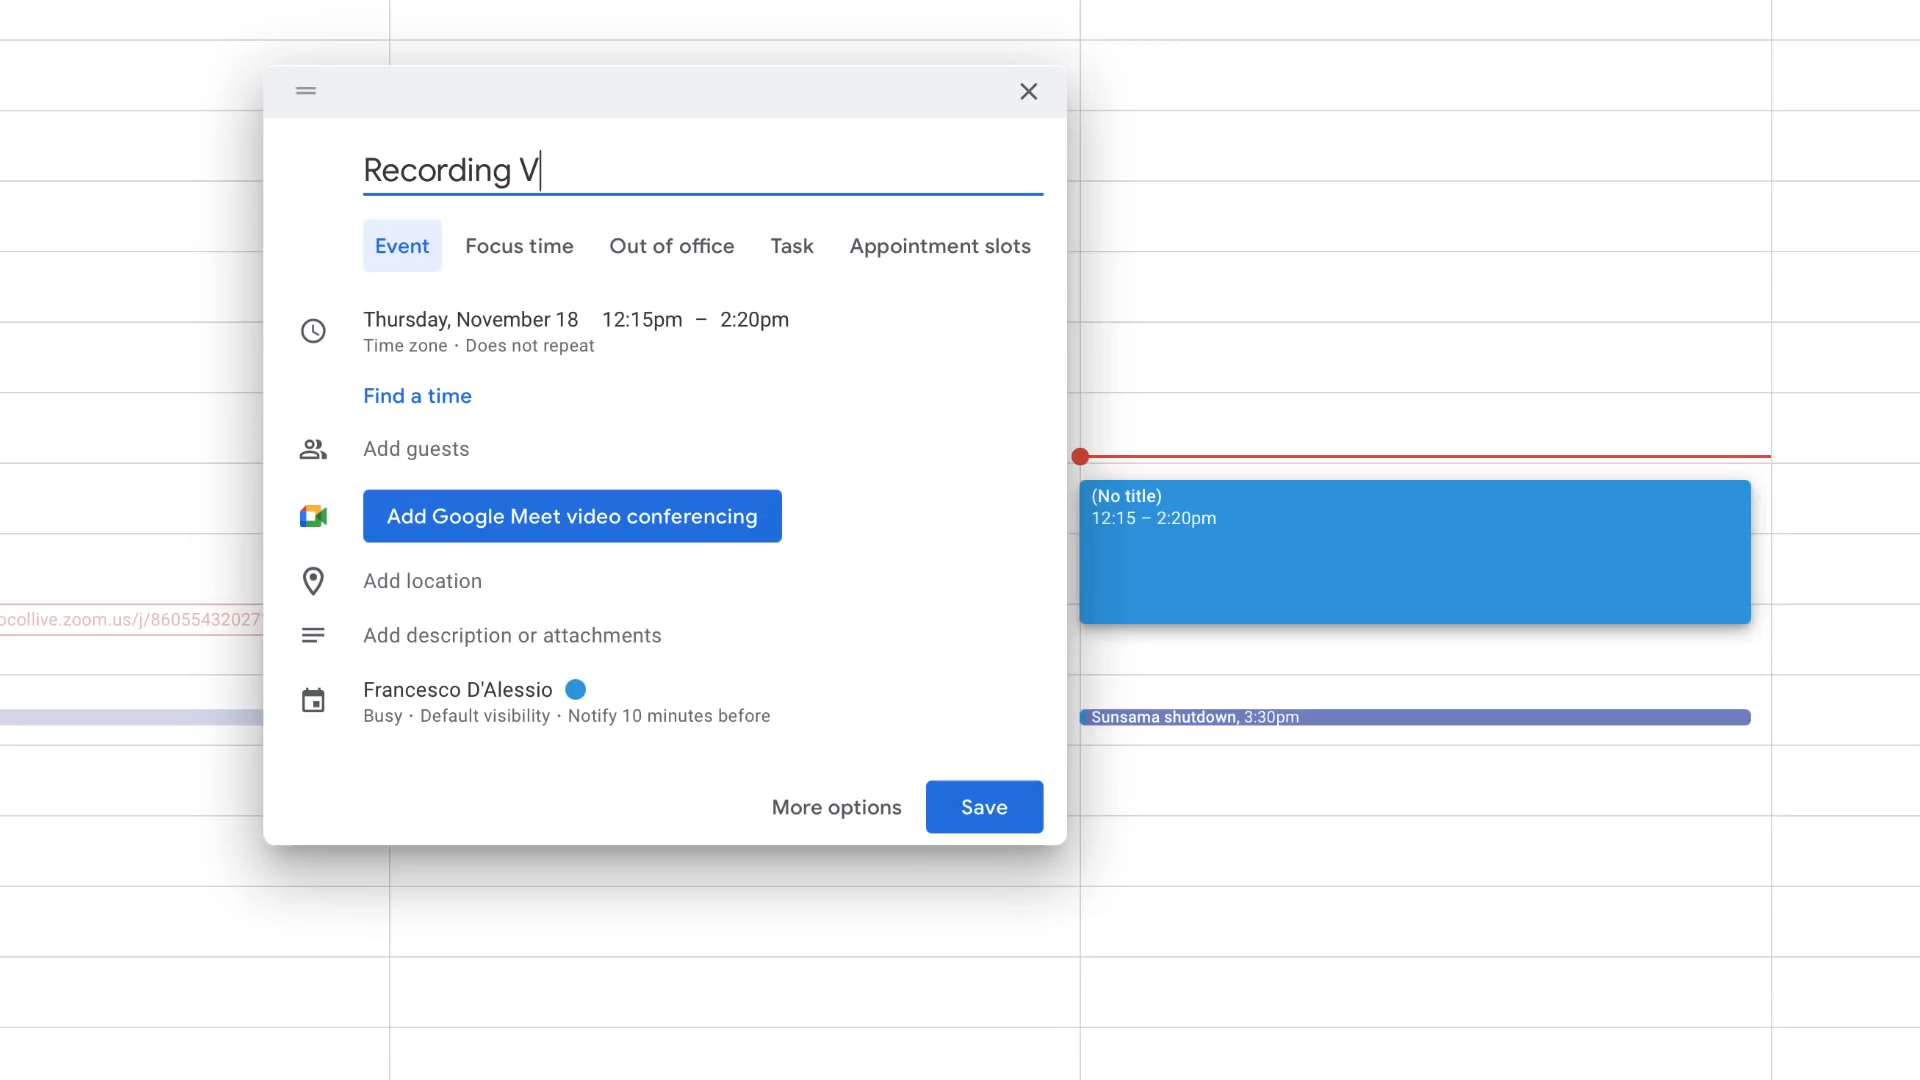 Recording V
Event Focus time Out of office Task Appointment slots
Thursday, November 18 12:15pm – 2:20pm
Time zone · Does not repeat
Find a time
Add guests
Add Google Meet video conferencing
Add location
Add description or attachments
Francesco D'Alessio
Busy · Default visibility · Notify 10 minutes before
More options Save
ocollive.zoom.us/j/86055432027
(No title)
12:15 – 2:20pm
Sunsama shutdown, 3:30pm